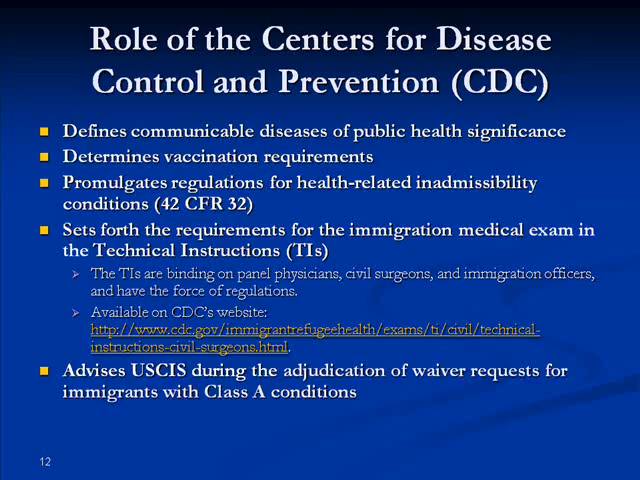 Role of the Centers for Disease
Control and Prevention (CDC)
Defines communicable diseases of public health significance
Determines vaccination requirements
Promulgates regulations for health-related inadmissibility
conditions (42 CFR 32)
Sets forth the requirements for the immigration medical exam in
the Technical Instructions (TIs)
The TIs are binding on panel physicians, civil surgeons, and immigration officers,
and have the force of regulations.
Available on CDC's website:
http://www.cdc.gov/immigrantrefugeehealth/exams/ti/civil/technical-
instructions-civil-surgeons.html.
Advises USCIS during the adjudication of waiver requests for
immigrants with Class A conditions
12